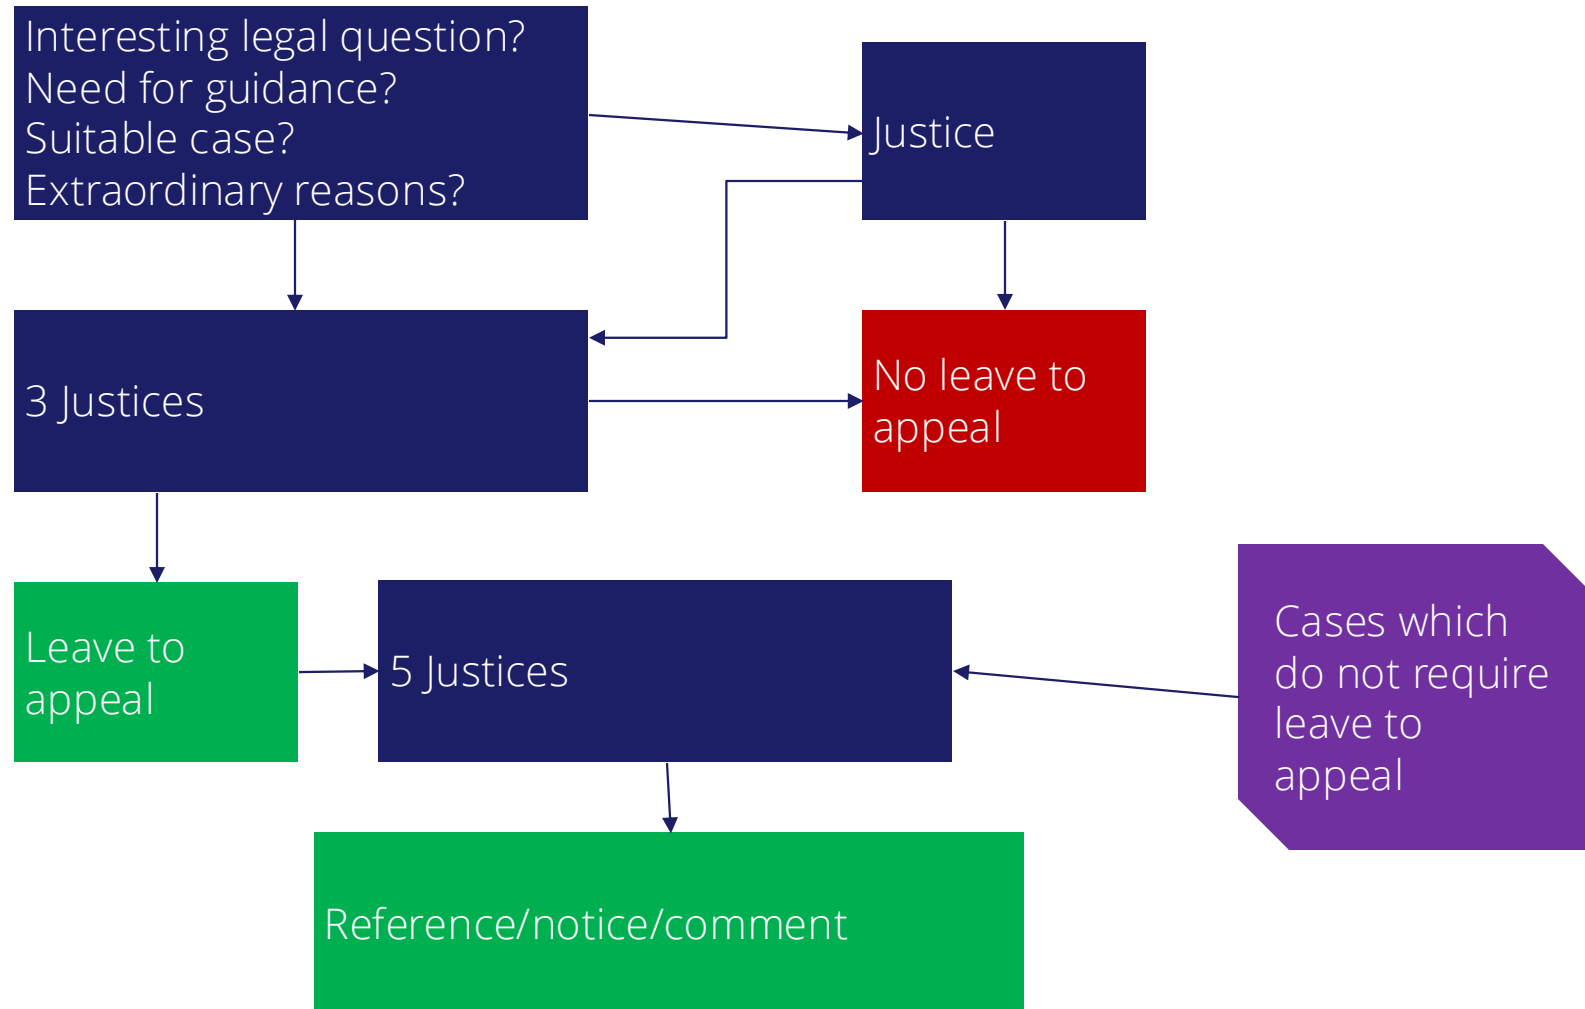 Interesting legal question?
Need for guidance?
Suitable case?
Extraordinary reasons?
Justice
3 Justices
No leave to
appeal
Leave to
appeal
5 Justices
Cases which
do not require
leave to
appeal
Reference/notice/comment